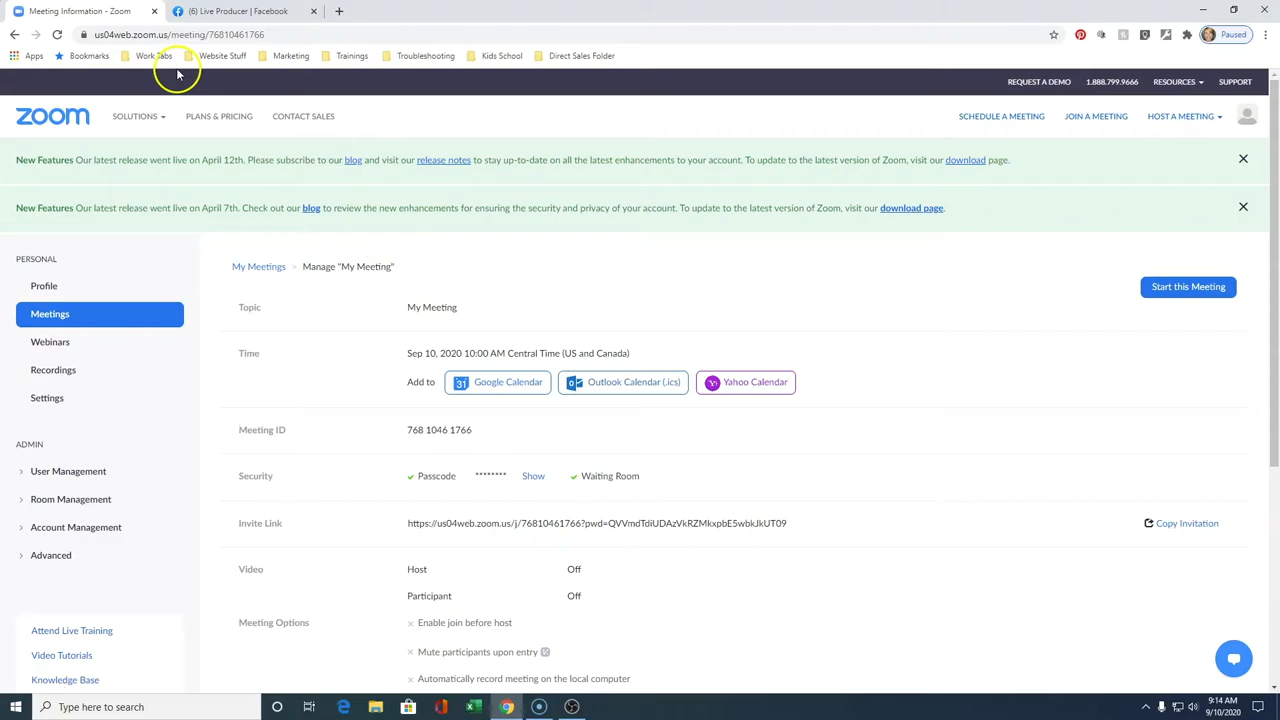 Meeting Information - Zoom
(6) Live Producer | Facebook
us04web.zoom.us/meeting/76810461766
Paused
Apps
Bookmarks
Work Tabs
Website Stuff
Marketing
Trainings
Troubleshooting
Kids School
Direct Sales Folder
REQUEST A DEMO
1.888.799.9666
RESOURCES
SUPPORT
zoom
SOLUTIONS
PLANS & PRICING
CONTACT SALES
SCHEDULE A MEETING
JOIN A MEETING
HOST A MEETING
New Features Our latest release went live on April 12th. Please subscribe to our blog and visit our release notes to stay up-to-date on all the latest enhancements to your account. To update to the latest version of Zoom, visit our download page.
New Features Our latest release went live on April 7th. Check out our blog to review the new enhancements for ensuring the security and privacy of your account. To update to the latest version of Zoom, visit our download page.
PERSONAL
Profile
Meetings
Webinars
Recordings
Settings
ADMIN
User Management
Room Management
Account Management
Advanced
Attend Live Training
Video Tutorials
Knowledge Base
My Meetings > Manage "My Meeting"
Start this Meeting
Topic My Meeting
Time Sep 10, 2020 10:00 AM Central Time (US and Canada)
Add to 31 Google Calendar Outlook Calendar (.ics) Yahoo Calendar
Meeting ID 768 1046 1766
Security Passcode ******** Show Waiting Room
Invite Link https://us04web.zoom.us/j/76810461766?pwd=QVVmdTdiUDAzVkRZMkxpbE5wbkJkUT09 Copy Invitation
Video Host Off
Participant Off
Meeting Options Enable join before host
Mute participants upon entry
Automatically record meeting on the local computer
Type here to search
9:14 AM
9/10/2020